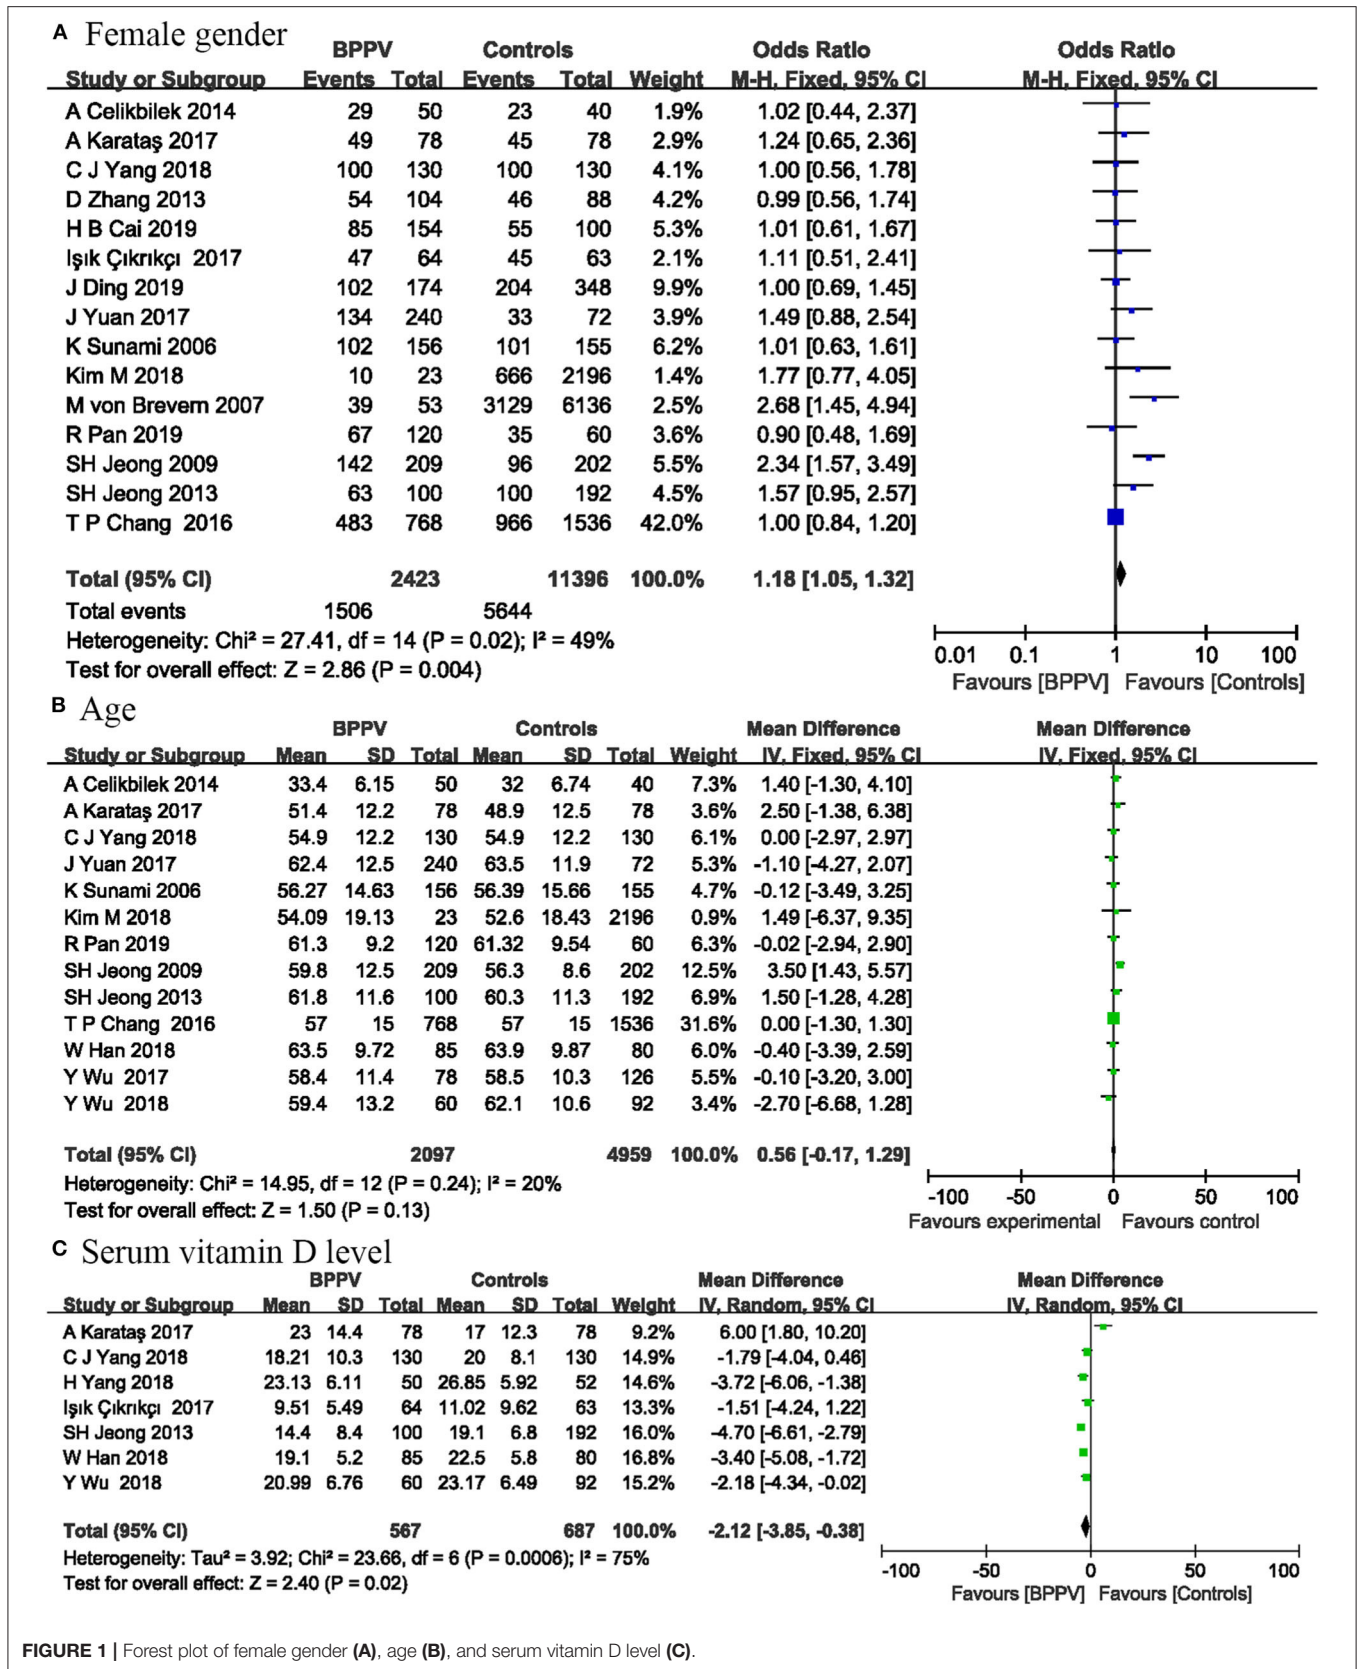 A Female gender
BPPV Controls Odds Ratio Odds Ratio
Study or Subgroup Events Total Events Total Weight M-H, Fixed, 95% CI M-H, Fixed, 95% CI
A Celikbilek 2014 29 50 23 40 1.9% 1.02 [0.44, 2.37]
A Karataş 2017 49 78 45 78 2.9% 1.24 [0.65, 2.36]
C J Yang 2018 100 130 100 130 4.1% 1.00 [0.56, 1.78]
D Zhang 2013 54 104 46 88 4.2% 0.99 [0.56, 1.74]
H B Cai 2019 85 154 55 100 5.3% 1.01 [0.61, 1.67]
Işık Çıkrıkçı 2017 47 64 45 63 2.1% 1.11 [0.51, 2.41]
J Ding 2019 102 174 204 348 9.9% 1.00 [0.69, 1.45]
J Yuan 2017 134 240 33 72 3.9% 1.49 [0.88, 2.54]
K Sunami 2006 102 156 101 155 6.2% 1.01 [0.63, 1.61]
Kim M 2018 10 23 666 2196 1.4% 1.77 [0.77, 4.05]
M von Brevern 2007 39 53 3129 6136 2.5% 2.68 [1.45, 4.94]
R Pan 2019 67 120 35 60 3.6% 0.90 [0.48, 1.69]
SH Jeong 2009 142 209 96 202 5.5% 2.34 [1.57, 3.49]
SH Jeong 2013 63 100 100 192 4.5% 1.57 [0.95, 2.57]
T P Chang 2016 483 768 966 1536 42.0% 1.00 [0.84, 1.20]
Total (95% CI) 2423 11396 100.0% 1.18 [1.05, 1.32]
Total events 1506 5644
Heterogeneity: Chi² = 27.41, df = 14 (P = 0.02); I² = 49%
Test for overall effect: Z = 2.86 (P = 0.004)
0.01 0.1 1 10 100
Favours [BPPV] Favours [Controls]
B Age
BPPV Controls Mean Difference Mean Difference
Study or Subgroup Mean SD Total Mean SD Total Weight IV, Fixed, 95% CI IV, Fixed, 95% CI
A Celikbilek 2014 33.4 6.15 50 32 6.74 40 7.3% 1.40 [-1.30, 4.10]
A Karataş 2017 51.4 12.2 78 48.9 12.5 78 3.6% 2.50 [-1.38, 6.38]
C J Yang 2018 54.9 12.2 130 54.9 12.2 130 6.1% 0.00 [-2.97, 2.97]
J Yuan 2017 62.4 12.5 240 63.5 11.9 72 5.3% -1.10 [-4.27, 2.07]
K Sunami 2006 56.27 14.63 156 56.39 15.66 155 4.7% -0.12 [-3.49, 3.25]
Kim M 2018 54.09 19.13 23 52.6 18.43 2196 0.9% 1.49 [-6.37, 9.35]
R Pan 2019 61.3 9.2 120 61.32 9.54 60 6.3% -0.02 [-2.94, 2.90]
SH Jeong 2009 59.8 12.5 209 56.3 8.6 202 12.5% 3.50 [1.43, 5.57]
SH Jeong 2013 61.8 11.6 100 60.3 11.3 192 6.9% 1.50 [-1.28, 4.28]
T P Chang 2016 57 15 768 57 15 1536 31.6% 0.00 [-1.30, 1.30]
W Han 2018 63.5 9.72 85 63.9 9.87 80 6.0% -0.40 [-3.39, 2.59]
Y Wu 2017 58.4 11.4 78 58.5 10.3 126 5.5% -0.10 [-3.20, 3.00]
Y Wu 2018 59.4 13.2 60 62.1 10.6 92 3.4% -2.70 [-6.68, 1.28]
Total (95% CI) 2097 4959 100.0% 0.56 [-0.17, 1.29]
Heterogeneity: Chi² = 14.95, df = 12 (P = 0.24); I² = 20%
Test for overall effect: Z = 1.50 (P = 0.13)
-100 -50 0 50 100
Favours experimental Favours control
C Serum vitamin D level
BPPV Controls Mean Difference Mean Difference
Study or Subgroup Mean SD Total Mean SD Total Weight IV, Random, 95% CI IV, Random, 95% CI
A Karataş 2017 23 14.4 78 17 12.3 78 9.2% 6.00 [1.80, 10.20]
C J Yang 2018 18.21 10.3 130 20 8.1 130 14.9% -1.79 [-4.04, 0.46]
H Yang 2018 23.13 6.11 50 26.85 5.92 52 14.6% -3.72 [-6.06, -1.38]
Işık Çıkrıkçı 2017 9.51 5.49 64 11.02 9.62 63 13.3% -1.51 [-4.24, 1.22]
SH Jeong 2013 14.4 8.4 100 19.1 6.8 192 16.0% -4.70 [-6.61, -2.79]
W Han 2018 19.1 5.2 85 22.5 5.8 80 16.8% -3.40 [-5.08, -1.72]
Y Wu 2018 20.99 6.76 60 23.17 6.49 92 15.2% -2.18 [-4.34, -0.02]
Total (95% CI) 567 687 100.0% -2.12 [-3.85, -0.38]
Heterogeneity: Tau² = 3.92; Chi² = 23.66, df = 6 (P = 0.0006); I² = 75%
Test for overall effect: Z = 2.40 (P = 0.02)
-100 -50 0 50 100
Favours [BPPV] Favours [Controls]
FIGURE 1 | Forest plot of female gender (A), age (B), and serum vitamin D level (C).